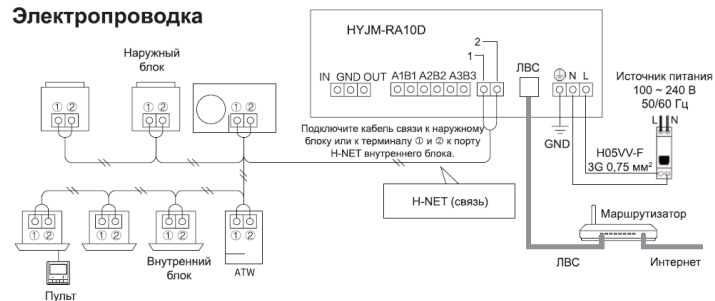 Электропроводка
HYJM-RA10D
2
1
IN GND OUT A1B1 A2B2 A3B3
ЛВС
N L
Наружный
блок
① ②
① ②
① ②
Источник питания
100 ~ 240 В
50/60 Гц
L N
GND
H05VV-F
3G 0,75 мм²
Подключите кабель связи к наружному
блоку или к терминалу ① и ② к порту
H-NET внутреннего блока.
H-NET (связь)
① ②
① ②
① ②
① ②
Внутренний
блок
ATW
Пульт
Маршрутизатор
ЛВС
Интернет